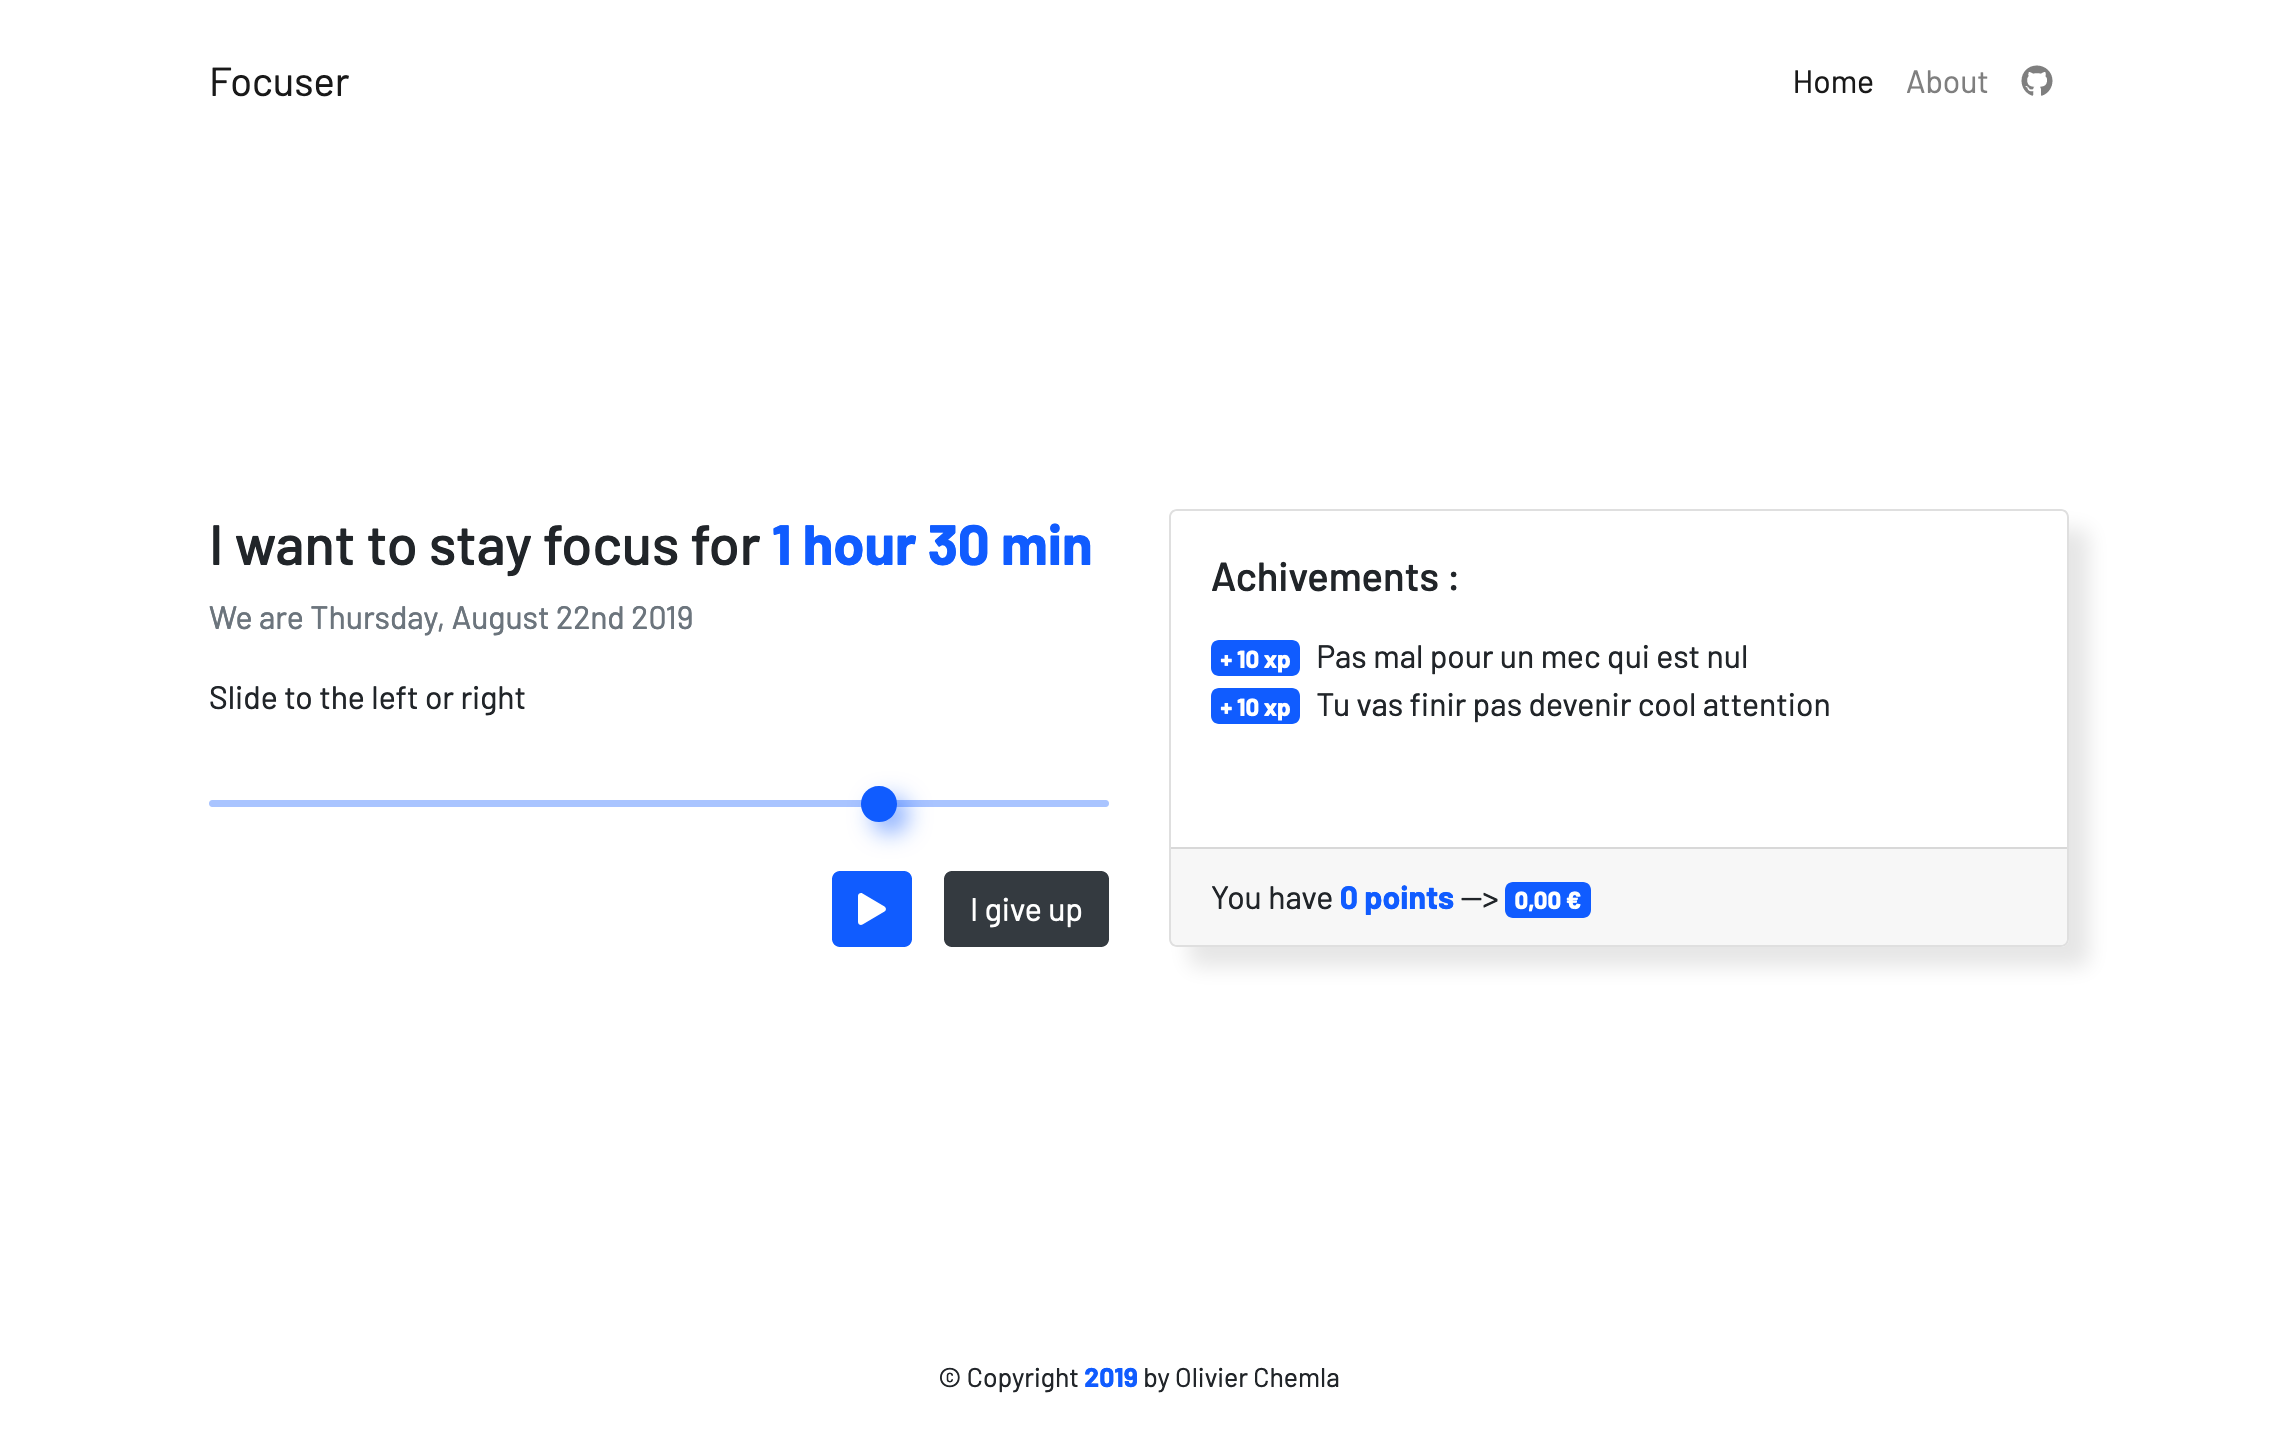 Focuser
Home About
I want to stay focus for 1 hour 30 min
We are Thursday, August 22nd 2019
Slide to the left or right
I give up
Achivements :
+ 10 xp Pas mal pour un mec qui est nul
+ 10 xp Tu vas finir pas devenir cool attention
You have 0 points —> 0,00 €
© Copyright 2019 by Olivier Chemla